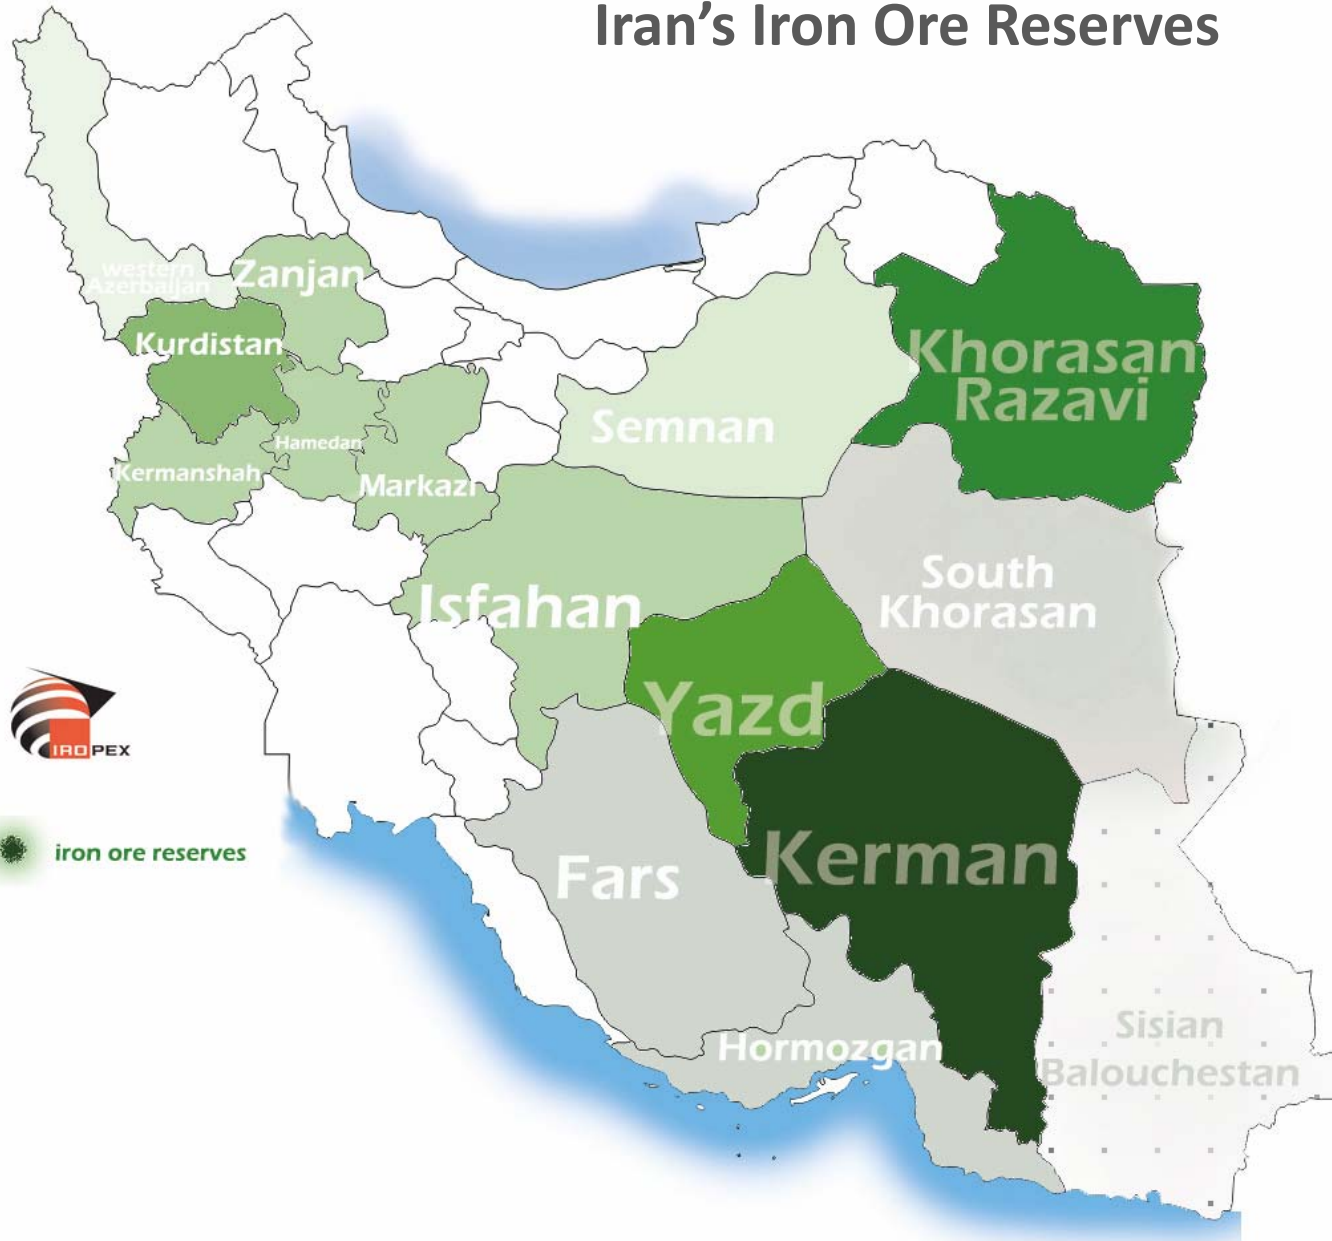 Iran’s Iron Ore Reserves
western
Azerbaijan
Zanjan
Kurdistan
Khorasan
Razavi
Semnan
Hamedan
Kermanshah
Markazi
South
Khorasan
Isfahan
Yazd
IROPEX
iron ore reserves
Kerman
Fars
Sisian
Balouchestan
Hormozgan